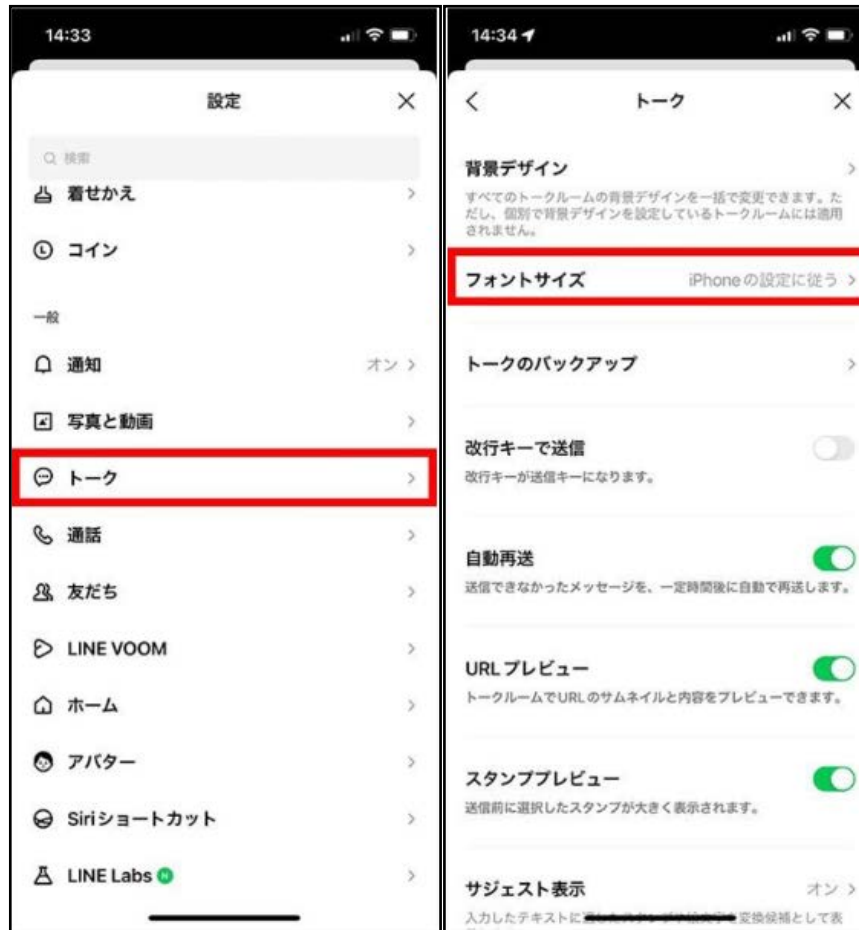 14:33
設定
検索
着せかえ
コイン
一般
通知 オン
写真と動画
トーク
通話
友だち
LINE VOOM
ホーム
アバター
Siriショートカット
LINE Labs N
14:34
トーク
背景デザイン
すべてのトークルームの背景デザインを一括で変更できます。た
だし、個別で背景デザインを設定しているトークルームには適用
されません。
フォントサイズ iPhoneの設定に従う
トークのバックアップ
改行キーで送信
改行キーが送信キーになります。
自動再送
送信できなかったメッセージを、一定時間後に自動で再送します。
URLプレビュー
トークルームでURLのサムネイルと内容をプレビューできます。
スタンププレビュー
送信前に選択したスタンプが大きく表示されます。
サジェスト表示 オン
入力したテキストに 変換候補として表